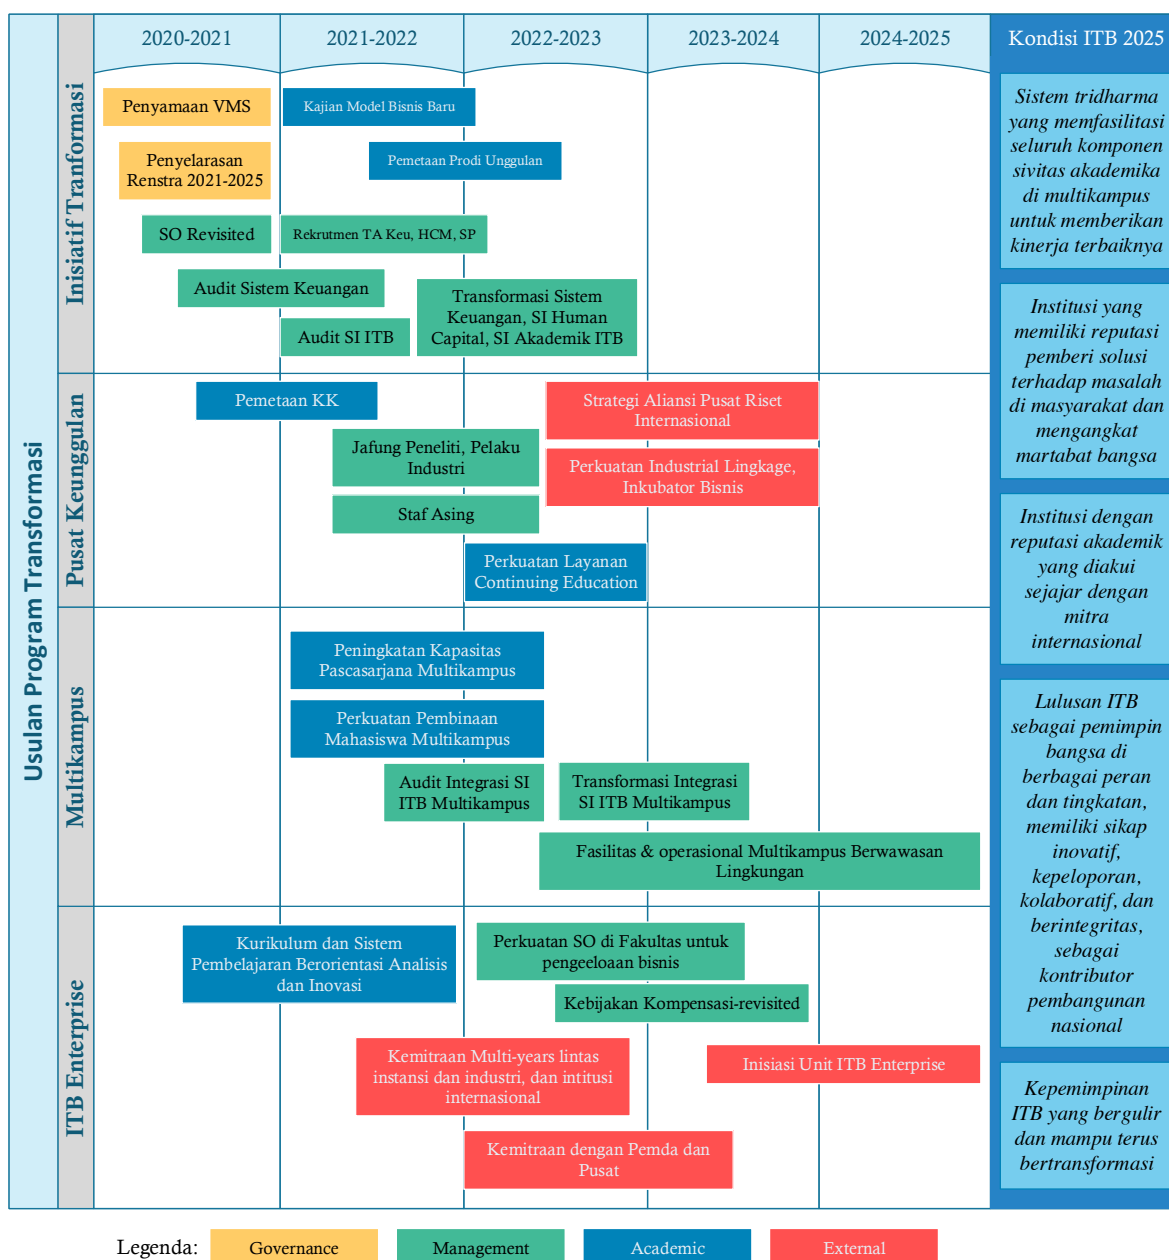 Usulan Program Transformasi
2020-2021
2021-2022
2022-2023
2023-2024
2024-2025
Kondisi ITB 2025
Inisiatif Tranformasi
Penyamaan VMS
Kajian Model Bisnis Baru
Penyelarasan
Renstra 2021-2025
Pemetaan Prodi Unggulan
SO Revisited
Rekrutmen TA Keu, HCM, SP
Audit Sistem Keuangan
Transformasi Sistem
Keuangan, SI Human
Capital, SI Akademik ITB
Audit SI ITB
Pusat Keunggulan
Pemetaan KK
Strategi Aliansi Pusat Riset
Internasional
Jafung Peneliti, Pelaku
Industri
Perkuatan Industrial Lingkage,
Inkubator Bisnis
Staf Asing
Perkuatan Layanan
Continuing Education
Multikampus
Peningkatan Kapasitas
Pascasarjana Multikampus
Perkuatan Pembinaan
Mahasiswa Multikampus
Audit Integrasi SI
ITB Multikampus
Transformasi Integrasi
SI ITB Multikampus
Fasilitas & operasional Multikampus Berwawasan
Lingkungan
ITB Enterprise
Kurikulum dan Sistem
Pembelajaran Berorientasi Analisis
dan Inovasi
Perkuatan SO di Fakultas untuk
pengeeloaan bisnis
Kebijakan Kompensasi-revisited
Kemitraan Multi-years lintas
instansi dan industri, dan intitusi
internasional
Inisiasi Unit ITB Enterprise
Kemitraan dengan Pemda dan
Pusat
Sistem tridharma
yang memfasilitasi
seluruh komponen
sivitas akademika
di multikampus
untuk memberikan
kinerja terbaiknya
Institusi yang
memiliki reputasi
pemberi solusi
terhadap masalah
di masyarakat dan
mengangkat
martabat bangsa
Institusi dengan
reputasi akademik
yang diakui
sejajar dengan
mitra
internasional
Lulusan ITB
sebagai pemimpin
bangsa di
berbagai peran
dan tingkatan,
memiliki sikap
inovatif,
kepeloporan,
kolaboratif, dan
berintegritas,
sebagai
kontributor
pembangunan
nasional
Kepemimpinan
ITB yang bergulir
dan mampu terus
bertransformasi
Legenda:
Governance
Management
Academic
External